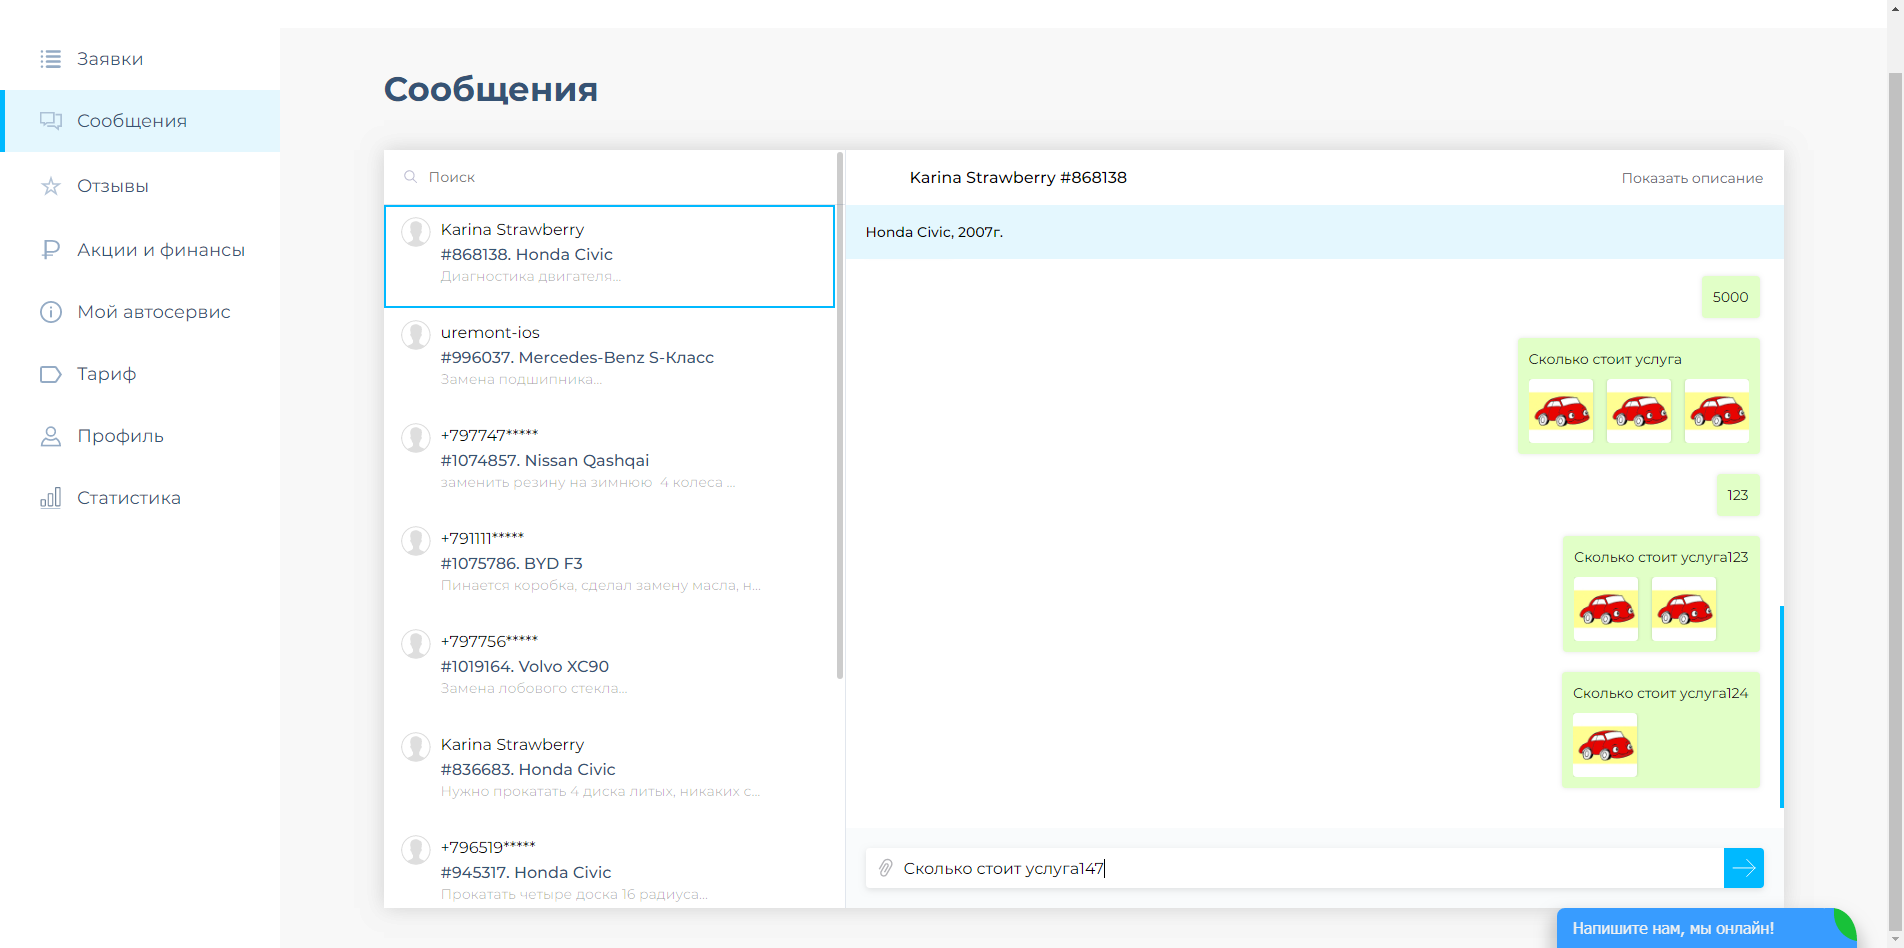 Заявки
Сообщения
Отзывы
Акции и финансы
Мой автосервис
Тариф
Профиль
Статистика
Сообщения
Поиск
Karina Strawberry
#868138. Honda Civic
Диагностика двигателя...
uremont-ios
#996037. Mercedes-Benz S-Класс
Замена подшипника...
+797747*****
#1074857. Nissan Qashqai
заменить резину на зимнюю 4 колеса ...
+791111*****
#1075786. BYD F3
Пинается коробка, сделал замену масла, н...
+797756*****
#1019164. Volvo XC90
Замена лобового стекла...
Karina Strawberry
#836683. Honda Civic
Нужно прокатать 4 диска литых, никаких с...
+796519*****
#945317. Honda Civic
Прокатать четыре доска 16 радиуса...
Karina Strawberry #868138
Показать описание
Honda Civic, 2007г.
5000
Сколько стоит услуга
123
Сколько стоит услуга123
Сколько стоит услуга124
Сколько стоит услуга147
Напишите нам, мы онлайн!